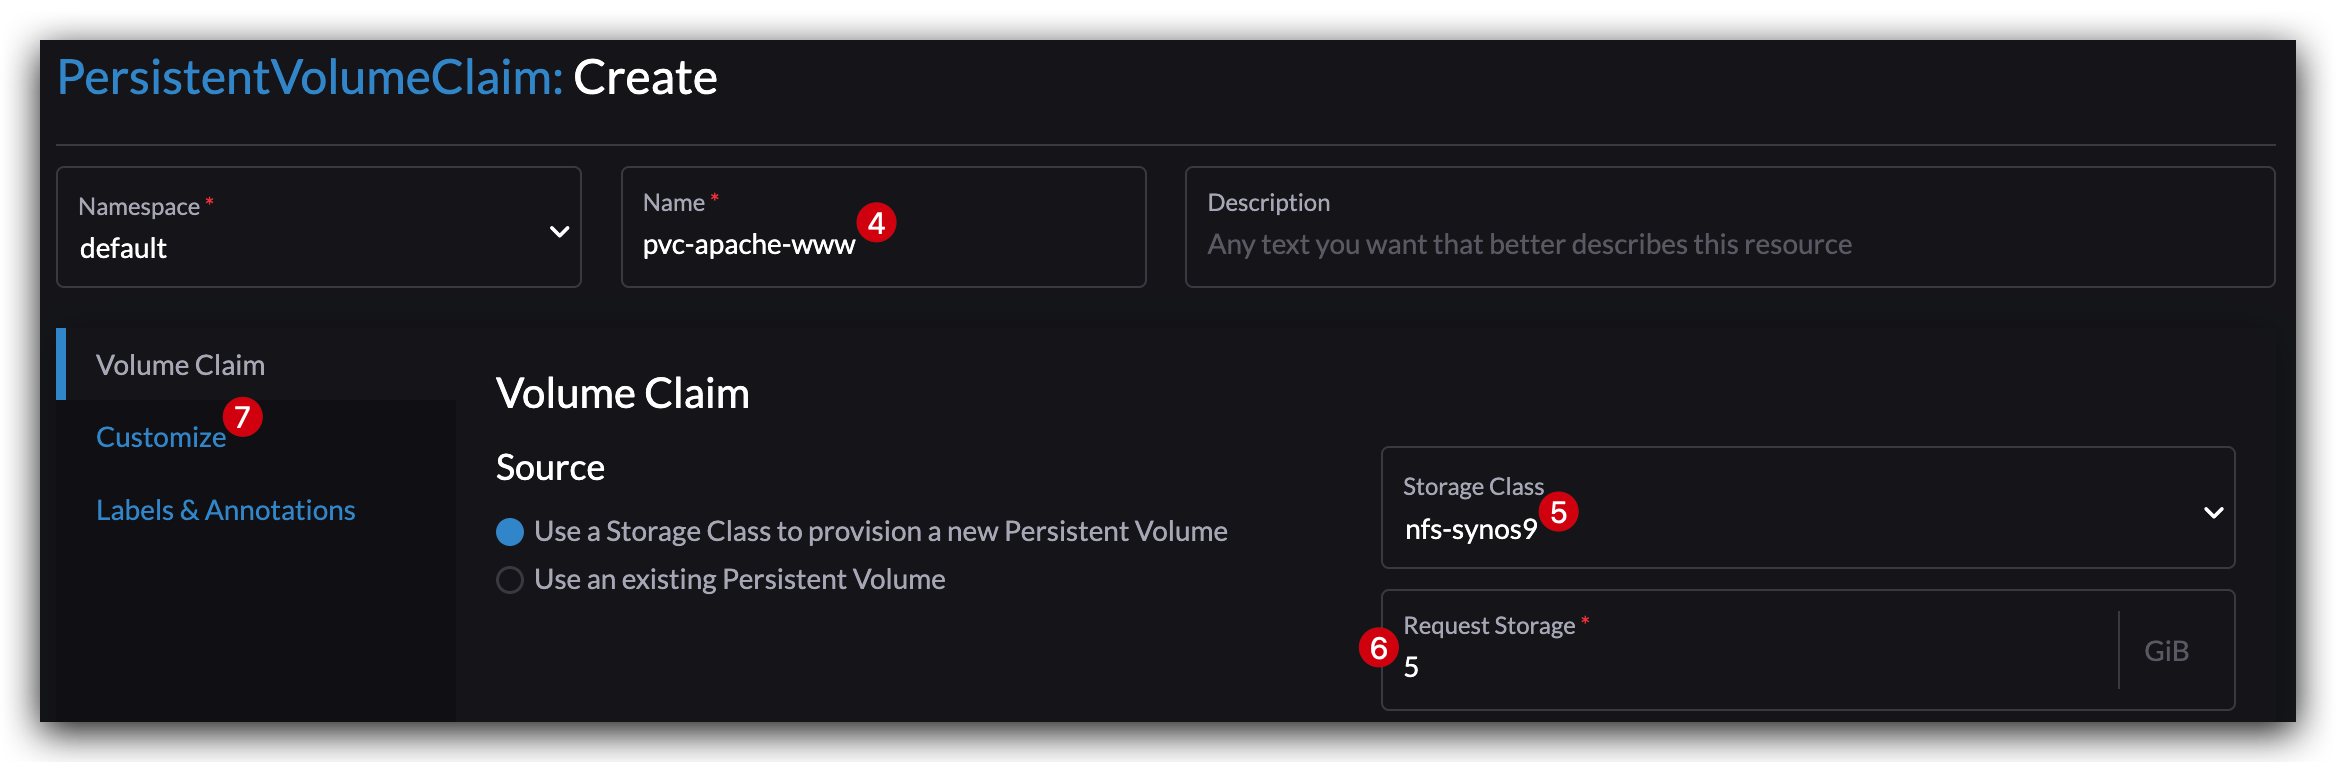 PersistentVolumeClaim: Create
Namespace *
default
Name *
pvc-apache-www
4
Description
Any text you want that better describes this resource
Volume Claim
Customize
7
Labels & Annotations
Volume Claim
Source
Use a Storage Class to provision a new Persistent Volume
Use an existing Persistent Volume
Storage Class
nfs-synos9
5
Request Storage *
6
5
GiB